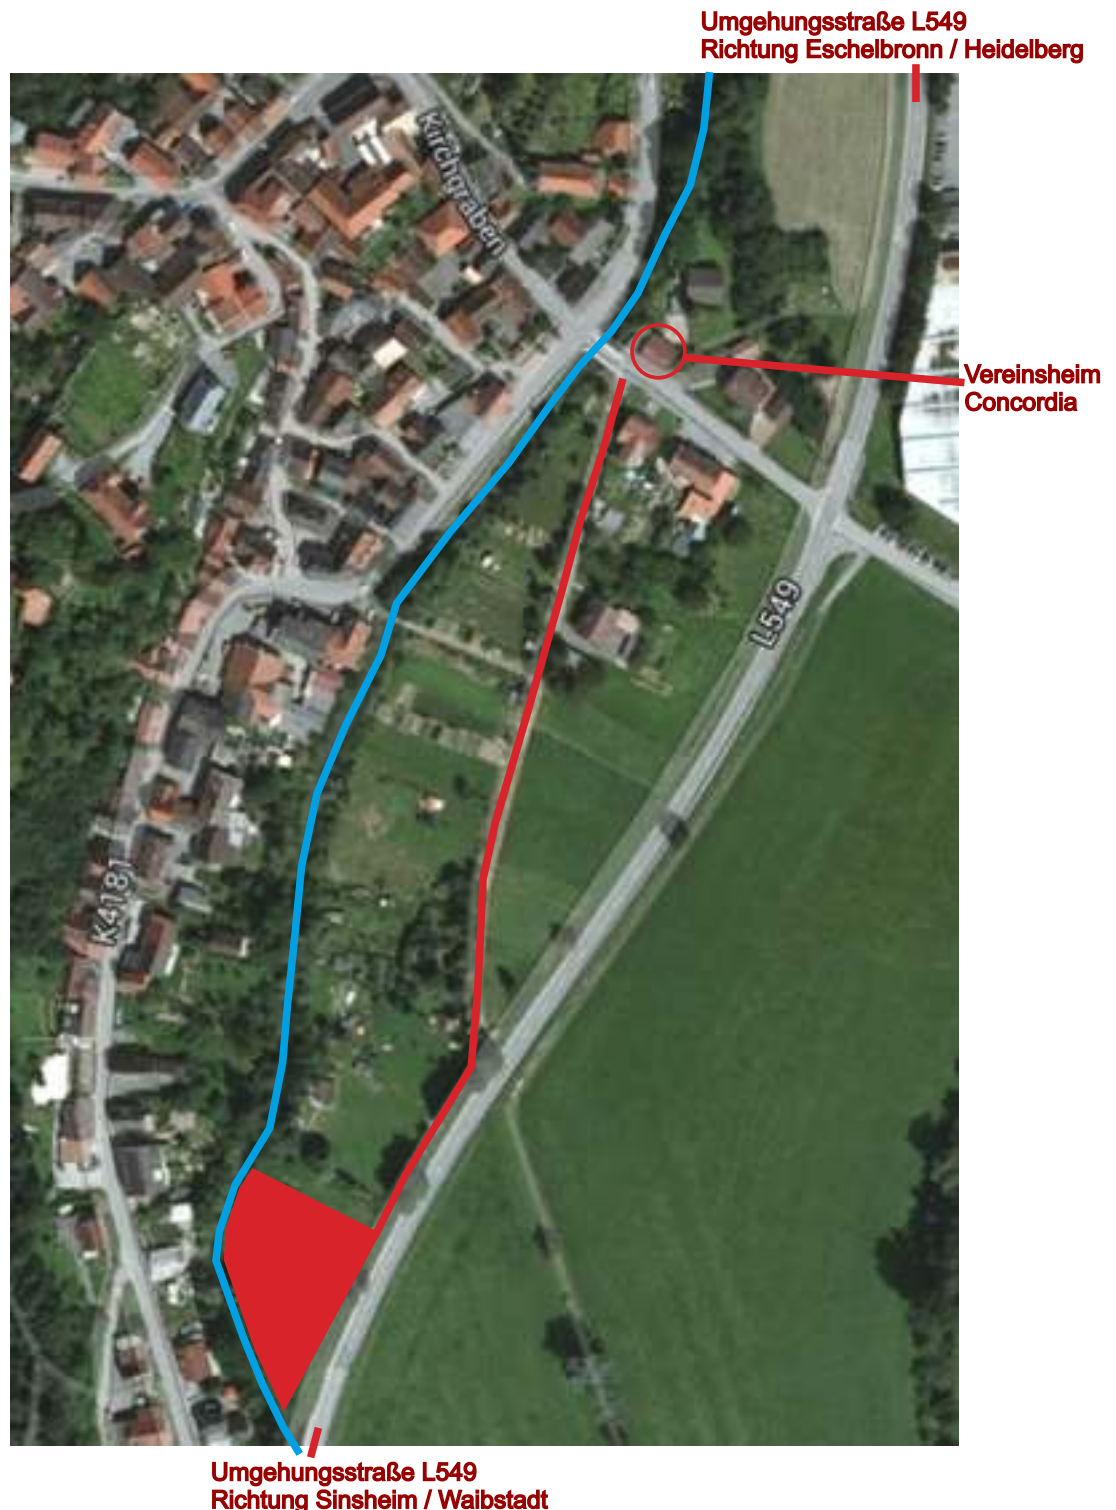 Umgehungsstraße L549
Richtung Eschelbronn / Heidelberg
Kirchgraben
Vereinsheim
Concordia
L549
K4181
Umgehungsstraße L549
Richtung Sinsheim / Waibstadt